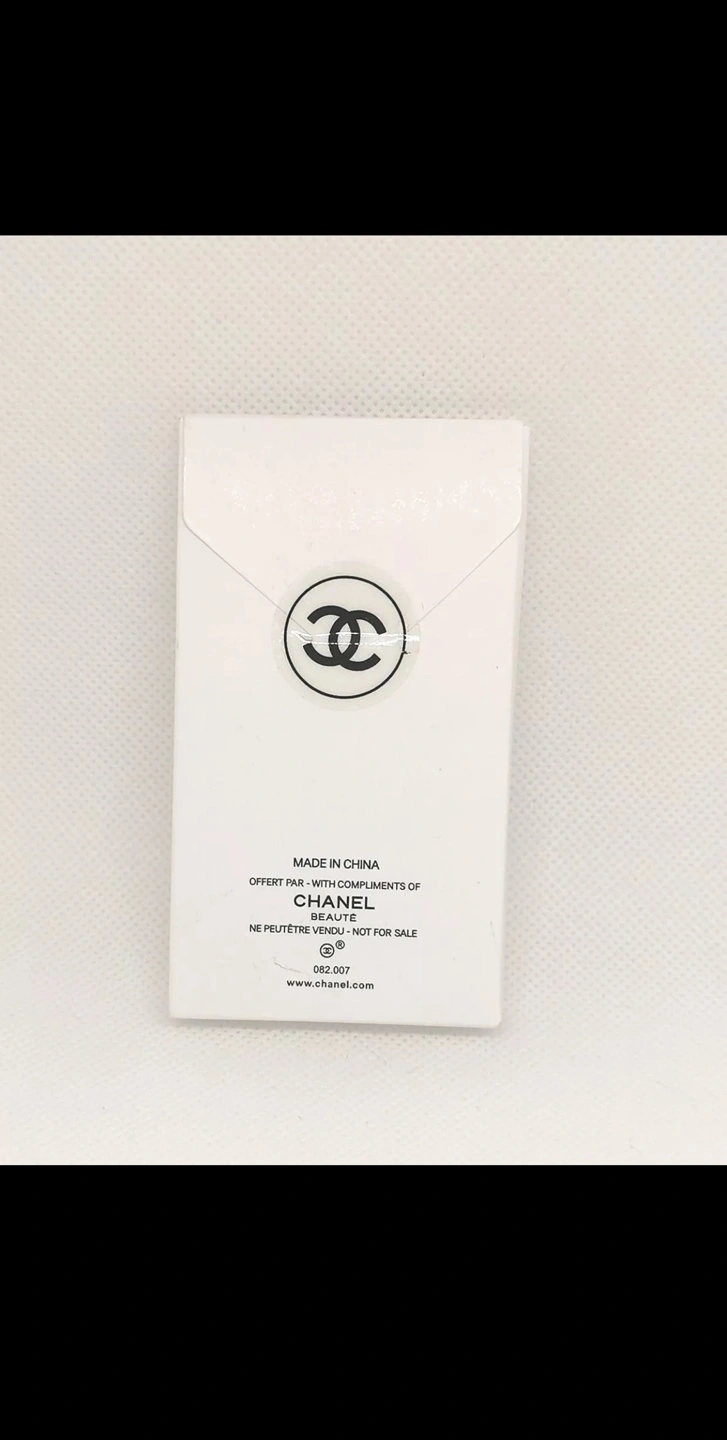 MADE IN CHINA
OFFERT PAR - WITH COMPLIMENTS OF
CHANEL
BEAUTÉ
NE PEUTÊTRE VENDU - NOT FOR SALE
®
082.007
www.chanel.com